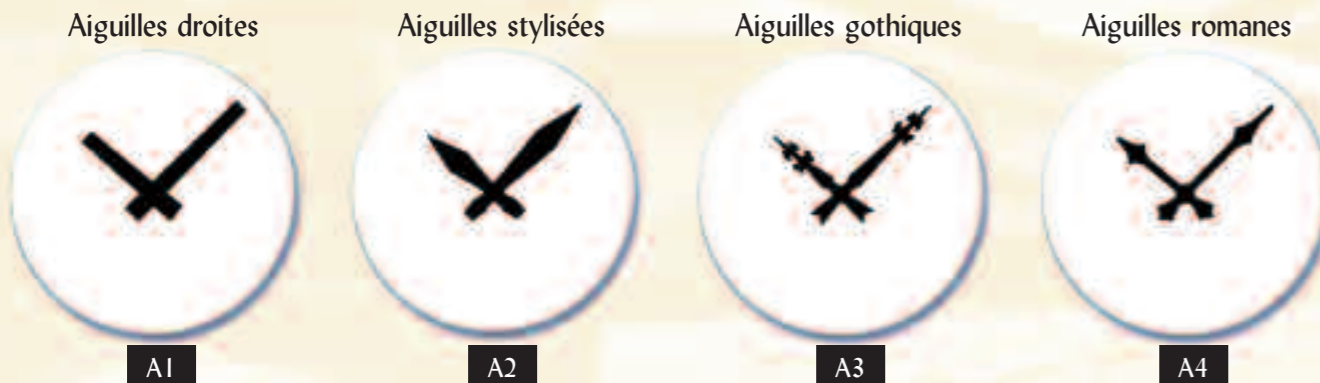 Aiguilles droites
Aiguilles stylisées
Aiguilles gothiques
Aiguilles romanes
A1
A2
A3
A4